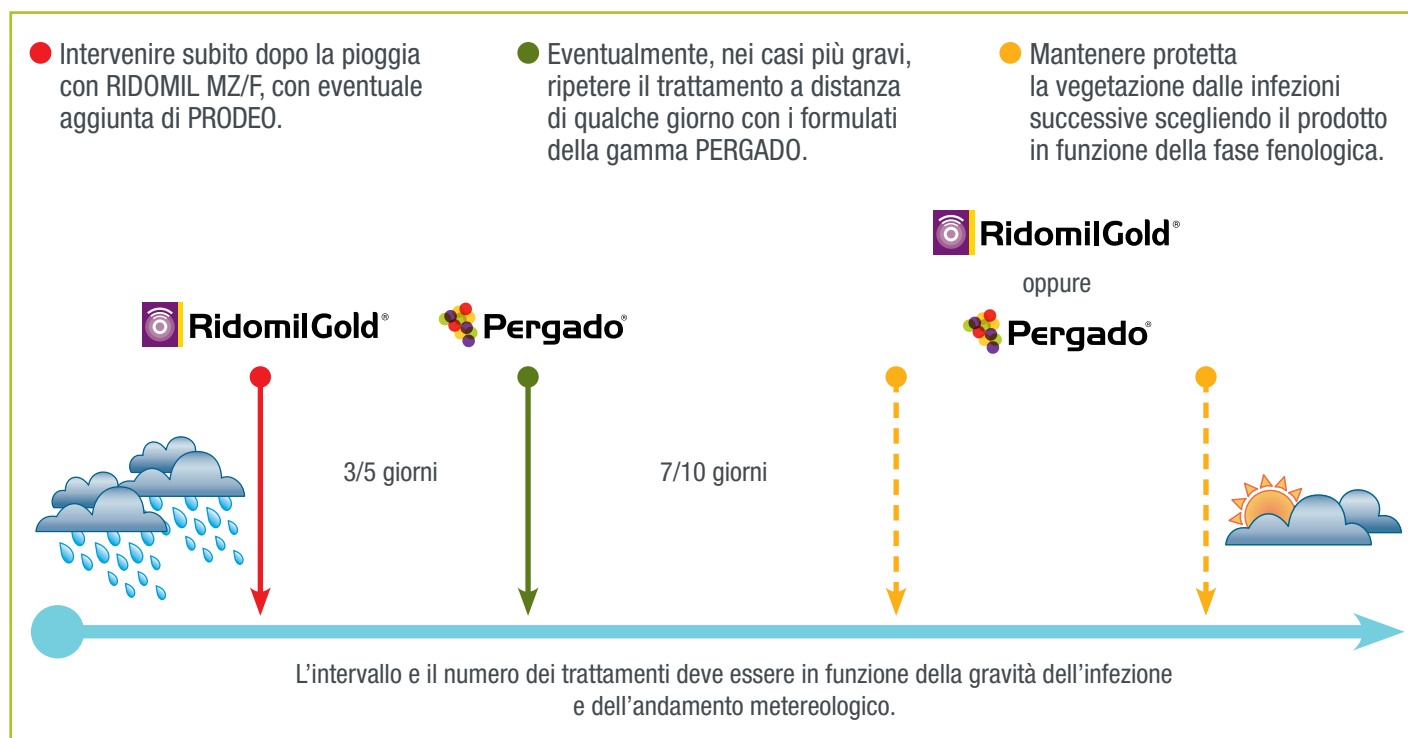 Intervenire subito dopo la pioggia
con RIDOMIL MZ/F, con eventuale
aggiunta di PRODEO.
Eventualmente, nei casi più gravi,
ripetere il trattamento a distanza
di qualche giorno con i formulati
della gamma PERGADO.
Mantenere protetta
la vegetazione dalle infezioni
successive scegliendo il prodotto
in funzione della fase fenologica.
RidomilGold®
oppure
Pergado®
RidomilGold®
Pergado®
3/5 giorni
7/10 giorni
L’intervallo e il numero dei trattamenti deve essere in funzione della gravità dell’infezione
e dell’andamento metereologico.